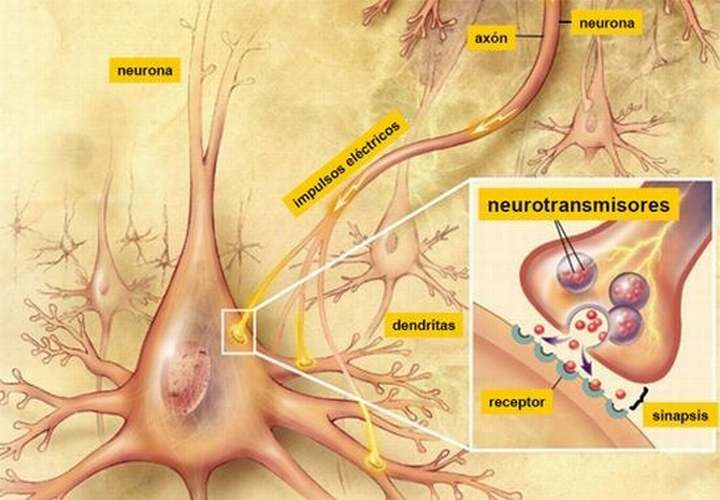 neurona
axón
neurona
impulsos eléctricos
neurotransmisores
dendritas
receptor
sinapsis